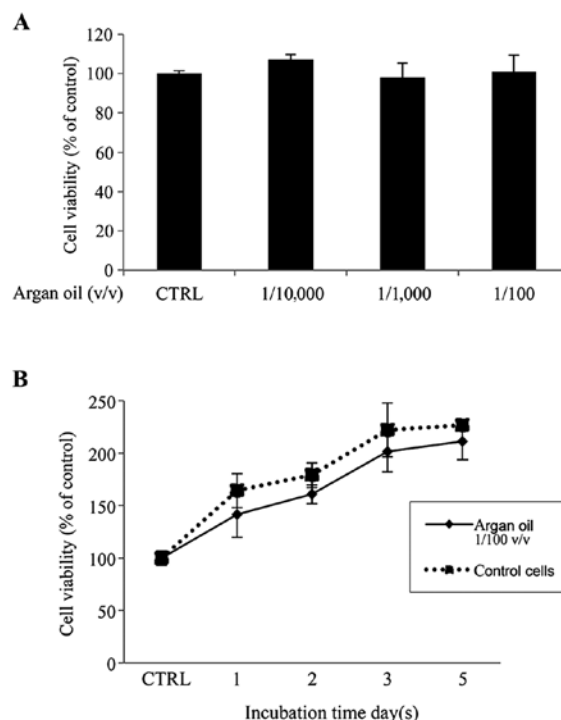 A
120
100
80
60
40
20
0
Cell viability (% of control)
Argan oil (v/v) CTRL 1/10,000 1/1,000 1/100
B
250
200
150
100
50
0
Cell viability (% of control)
Argan oil
1/100 v/v
Control cells
CTRL 1 2 3 5
Incubation time day(s)